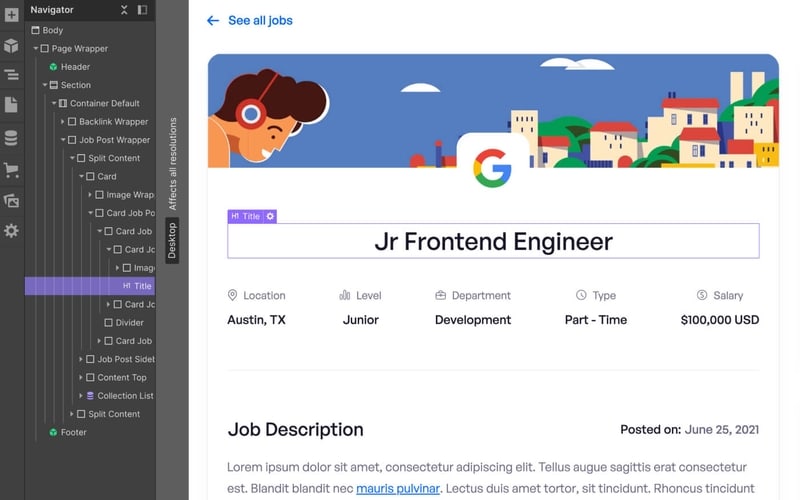 Navigator
Body
Page Wrapper
Header
Section
Container Default
Backlink Wrapper
Job Post Wrapper
Split Content
Card
Image Wrap
Card Job Po
Card Job
Card Jo
Imag
H1 Title
Card Jo
Divider
Card Job
Job Post Sideb
Content Top
Collection List
Split Content
Footer
Affects all resolutions
Desktop
See all jobs
G
H1 Title
Jr Frontend Engineer
Location Level Department Type Salary
Austin, TX Junior Development Part - Time $100,000 USD
Job Description Posted on: June 25, 2021
Lorem ipsum dolor sit amet, consectetur adipiscing elit. Tellus augue sagittis erat consectetur
est. Blandit blandit nec mauris pulvinar. Lectus duis amet tortor, sit tincidunt. Rhoncus tincidunt